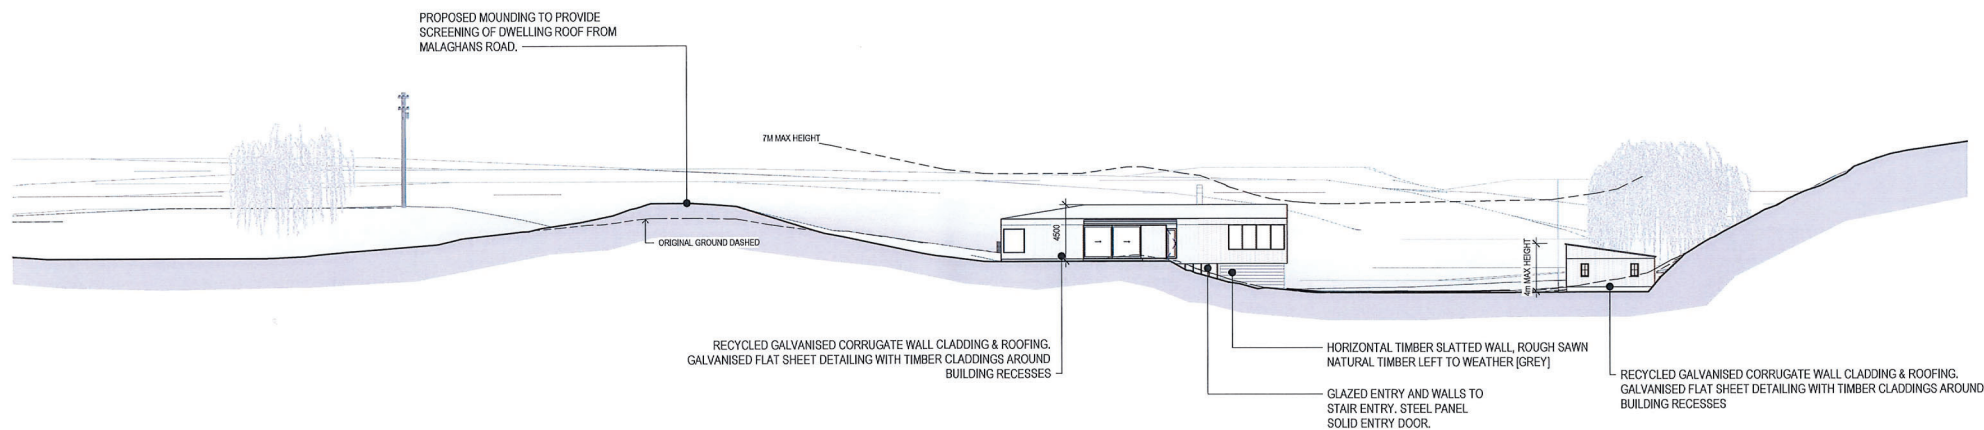 PROPOSED MOUNDING TO PROVIDE
SCREENING OF DWELLING ROOF FROM
MALAGHANS ROAD.
7M MAX HEIGHT
ORIGINAL GROUND DASHED
4500
4m MAX HEIGHT
RECYCLED GALVANISED CORRUGATE WALL CLADDING & ROOFING.
GALVANISED FLAT SHEET DETAILING WITH TIMBER CLADDINGS AROUND
BUILDING RECESSES
HORIZONTAL TIMBER SLATTED WALL, ROUGH SAWN
NATURAL TIMBER LEFT TO WEATHER [GREY]
GLAZED ENTRY AND WALLS TO
STAIR ENTRY. STEEL PANEL
SOLID ENTRY DOOR.
RECYCLED GALVANISED CORRUGATE WALL CLADDING & ROOFING.
GALVANISED FLAT SHEET DETAILING WITH TIMBER CLADDINGS AROUND
BUILDING RECESSES